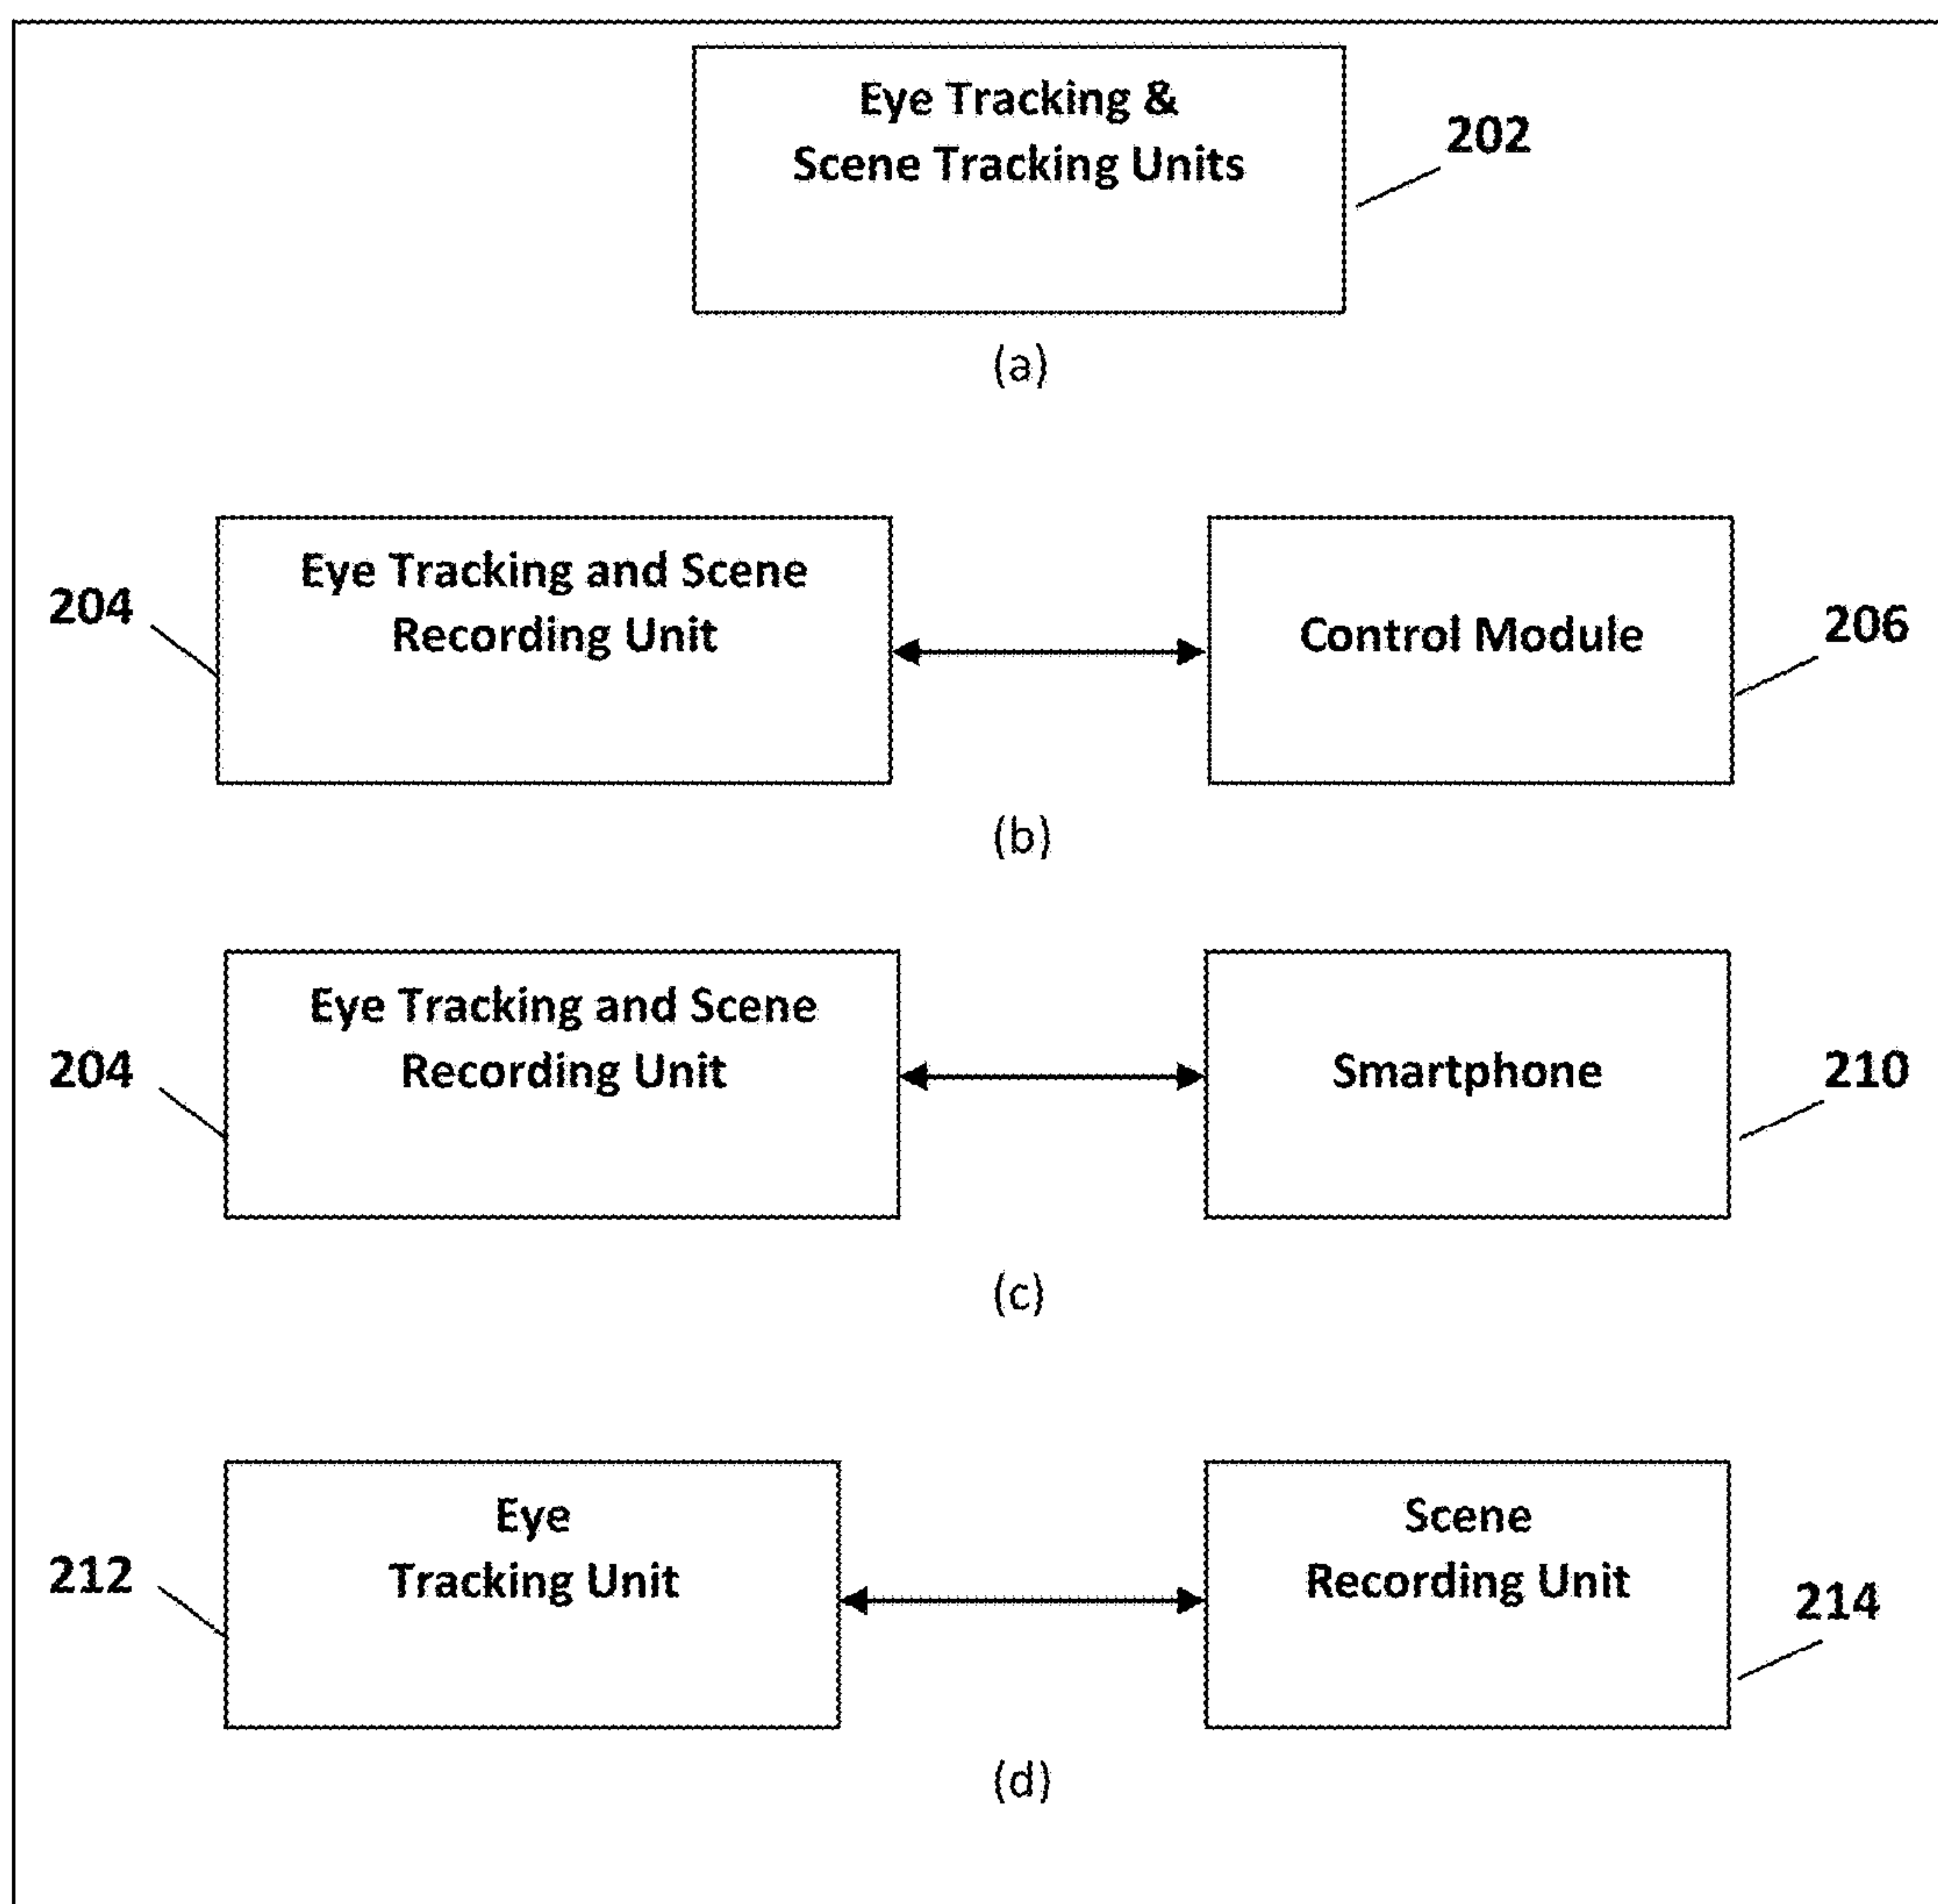 Eye Tracking &
Scene Tracking Units
202
(a)
204
Eye Tracking and Scene
Recording Unit
Control Module
206
(b)
204
Eye Tracking and Scene
Recording Unit
Smartphone
210
(c)
212
Eye
Tracking Unit
Scene
Recording Unit
214
(d)